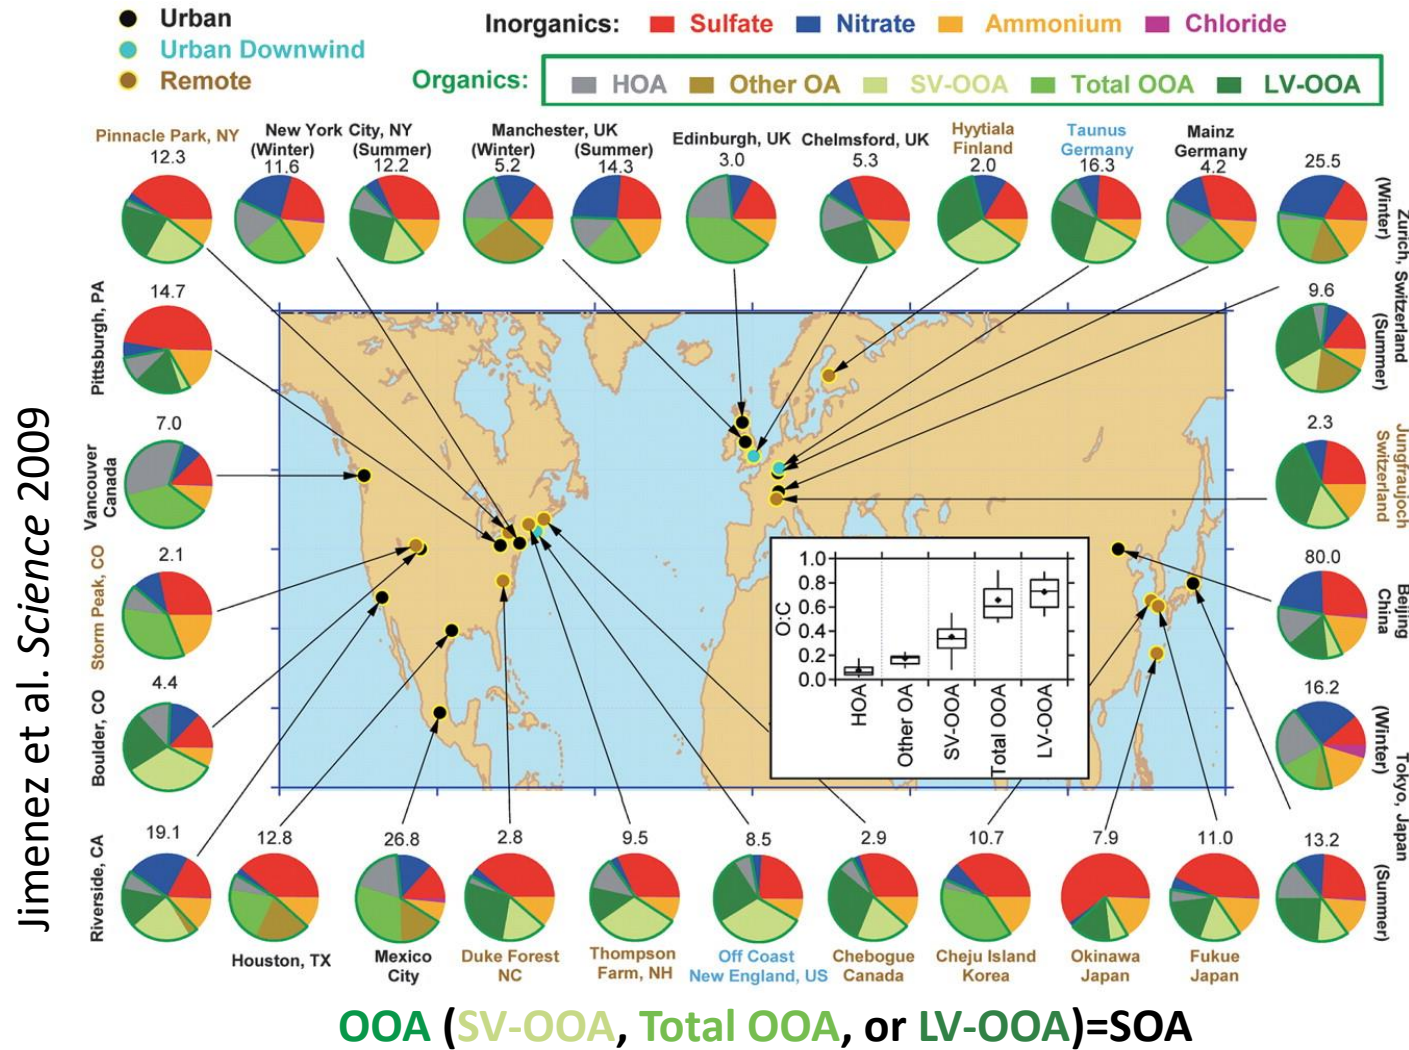 Urban
Urban Downwind
Remote
Inorganics: Sulfate Nitrate Ammonium Chloride
Organics: HOA Other OA SV-OOA Total OOA LV-OOA
Pinnacle Park, NY
12.3
New York City, NY
(Winter) (Summer)
11.6 12.2
Manchester, UK
(Winter) (Summer)
5.2 14.3
Edinburgh, UK
3.0
Chelmsford, UK
5.3
Hyytiala
Finland
2.0
Taunus
Germany
16.3
Mainz
Germany
4.2
25.5
(Winter)
Zurich, Switzerland
9.6
(Summer)
Pittsburgh, PA
14.7
Vancouver
Canada
7.0
Storm Peak, CO
2.1
Boulder, CO
4.4
Riverside, CA
19.1
Jungfraujoch
Switzerland
2.3
Beijing
China
80.0
16.2
(Winter)
Tokyo, Japan
13.2
(Summer)
O:C
1.0
0.8
0.6
0.4
0.2
0.0
HOA
Other OA
SV-OOA
Total OOA
LV-OOA
12.8
Houston, TX
26.8
Mexico
City
2.8
Duke Forest
NC
9.5
Thompson
Farm, NH
8.5
Off Coast
New England, US
2.9
Chebogue
Canada
10.7
Cheju Island
Korea
7.9
Okinawa
Japan
11.0
Fukue
Japan
Jimenez et al. Science 2009
OOA (SV-OOA, Total OOA, or LV-OOA)=SOA